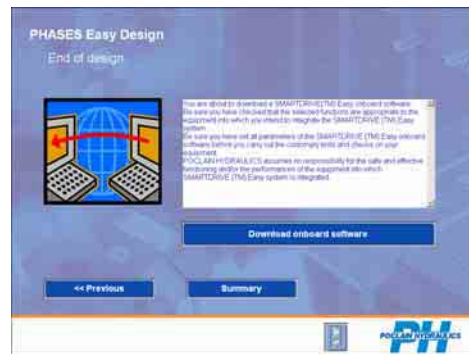 PHASES Easy Design
End of design
You are about to download a SMARTDRIVE(TM) Easy onboard software.
Be sure you have checked that the selected functions are appropriate to the
equipment into which you intend to integrate the SMARTDRIVE (TM) Easy
system.
Be sure you have set all parameters of the SMARTDRIVE (TM) Easy onboard
software before you carry out the customary tests and checks on your
equipment.
POCLAIN HYDRAULICS assumes no responsibility for the safe and effective
functioning and/or the performances of the equipment into which
SMARTDRIVE (TM) Easy system is integrated.
Download onboard software
<< Previous
Summary
PH
POCLAIN HYDRAULICS